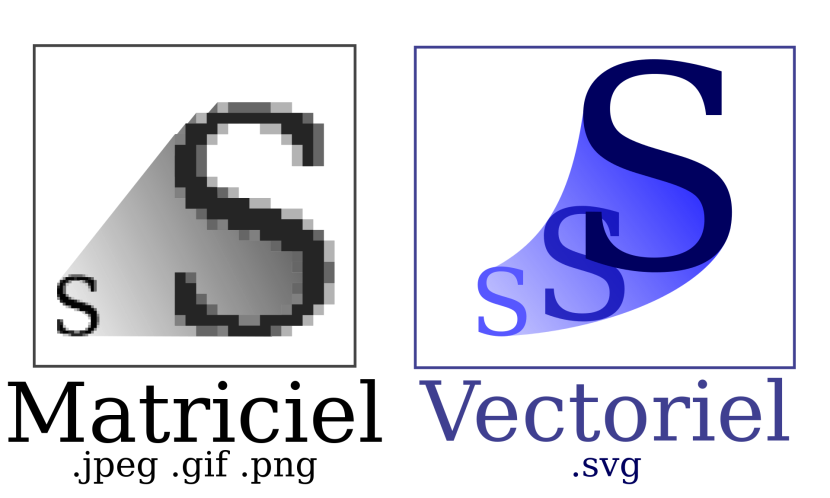 S S
S S S
Matriciel
.jpeg .gif .png
Vectoriel
.svg